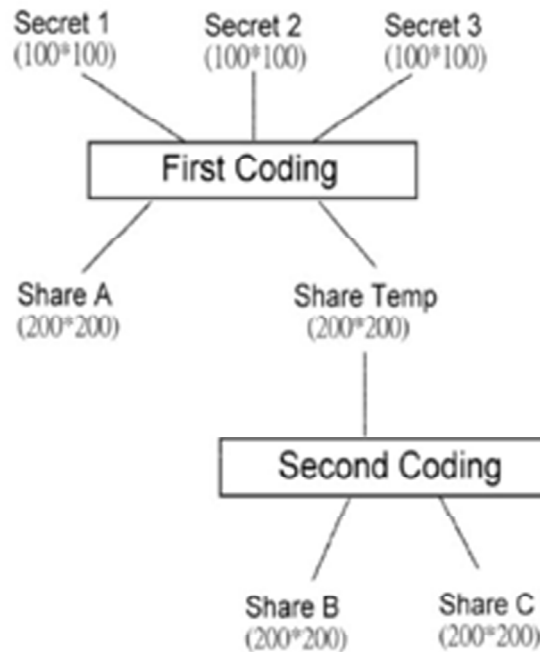 Secret 1
(100*100)
Secret 2
(100*100)
Secret 3
(100*100)
First Coding
Share A
(200*200)
Share Temp
(200*200)
Second Coding
Share B
(200*200)
Share C
(200*200)